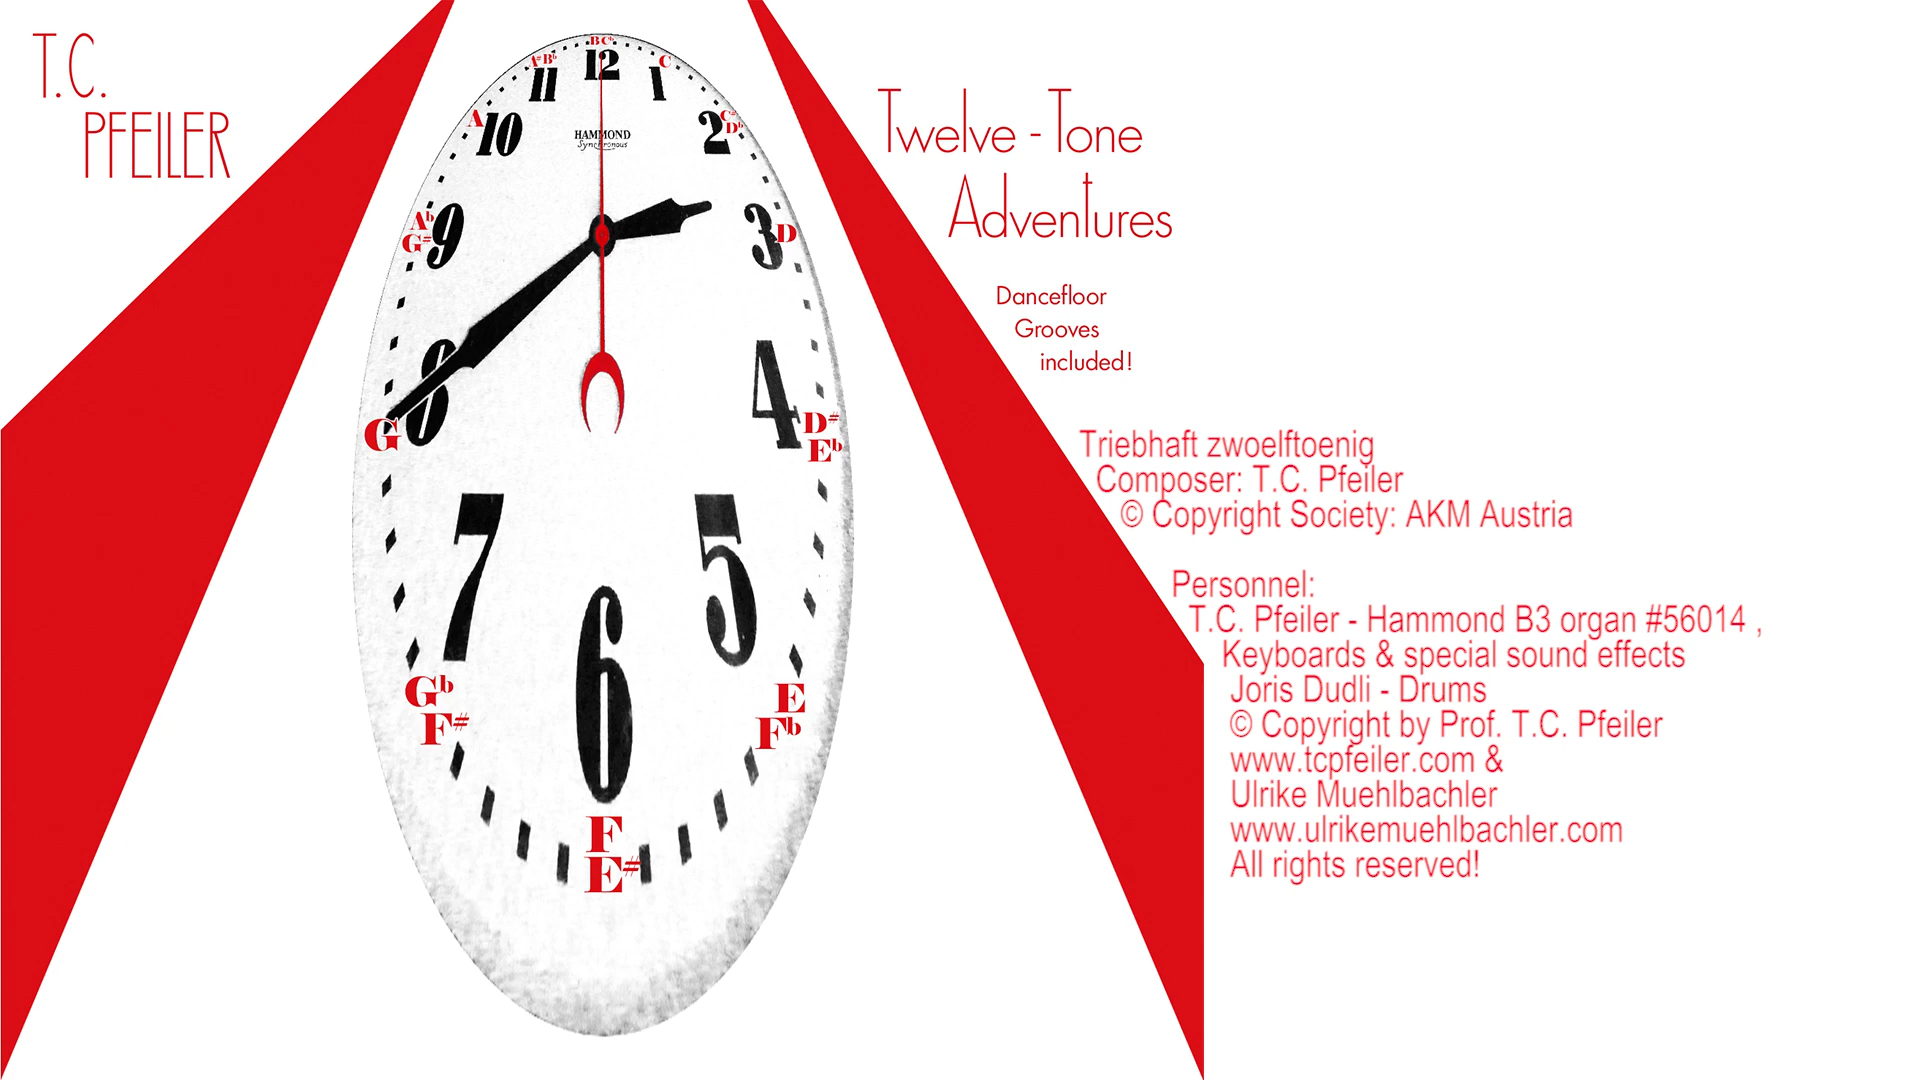 T.C.
PFEILER
B C♭
A# B♭
12
C
11
1
A
10
HAMMOND
Synchronous
2
C#
D♭
A♭
G#
9
3
D
8
G
4
D#
E♭
7
5
6
G♭
F#
E
F♭
F
E#
Twelve - Tone
Adventures
Dancefloor
Grooves
included!
Triebhaft zwoelftoenig
Composer: T.C. Pfeiler
© Copyright Society: AKM Austria
Personnel:
T.C. Pfeiler - Hammond B3 organ #56014 ,
Keyboards & special sound effects
Joris Dudli - Drums
© Copyright by Prof. T.C. Pfeiler
www.tcpfeiler.com &
Ulrike Muehlbachler
www.ulrikemuehlbachler.com
All rights reserved!